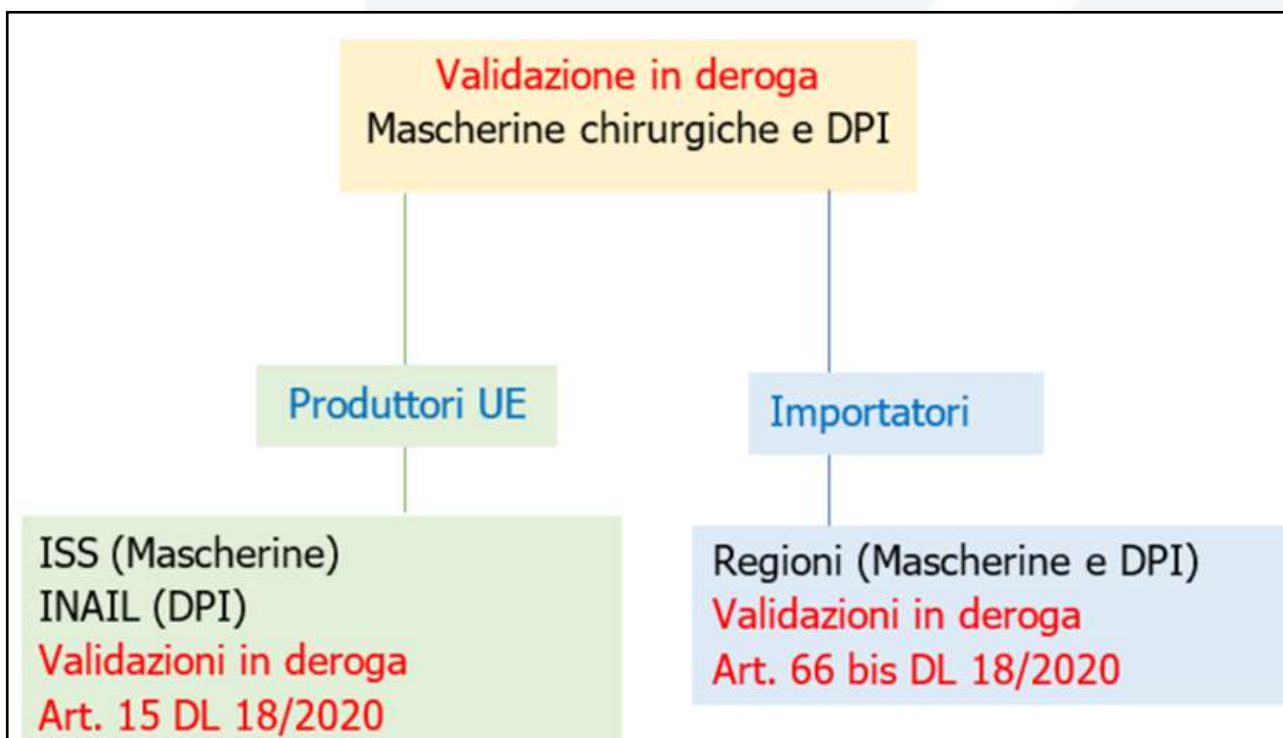 Validazione in deroga
Mascherine chirurgiche e DPI
Produttori UE
Importatori
ISS (Mascherine)
INAIL (DPI)
Validazioni in deroga
Art. 15 DL 18/2020
Regioni (Mascherine e DPI)
Validazioni in deroga
Art. 66 bis DL 18/2020